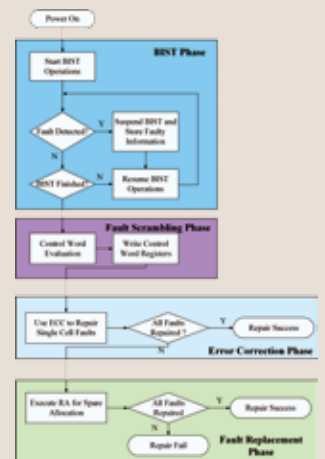 Power On
BIST Phase
Start BIST
Operations
Fault Detected?
Y
Suspend BIST and
Store Faulty
Information
N
BIST Finished?
N
Resume BIST
Operations
Fault Scrambling Phase
Control Word
Evaluation
Write Control
Word Registers
Use ECC to Repair
Single Cell Faults
All Faults
Repaired ?
Y
Repair Success
N
Error Correction Phase
Execute RA for Spare
Allocation
All Faults
Repaired
Y
Repair Success
N
Repair Fail
Fault Replacement
Phase